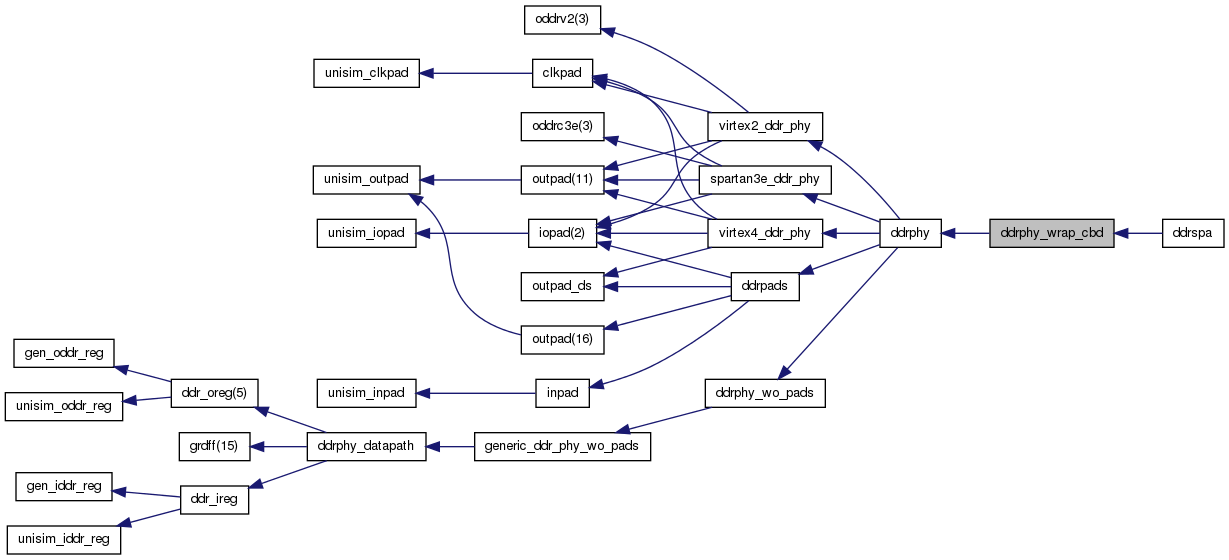 oddrv2(3)
unisim_clkpad
clkpad
oddrc3e(3)
virtex2_ddr_phy
unisim_outpad
outpad(11)
spartan3e_ddr_phy
unisim_iopad
iopad(2)
virtex4_ddr_phy
ddrphy
ddrphy_wrap_cbd
ddrspa
outpad_ds
ddrpads
outpad(16)
gen_oddr_reg
unisim_oddr_reg
ddr_oreg(5)
unisim_inpad
inpad
ddrphy_wo_pads
grdff(15)
ddrphy_datapath
generic_ddr_phy_wo_pads
gen_iddr_reg
ddr_ireg
unisim_iddr_reg